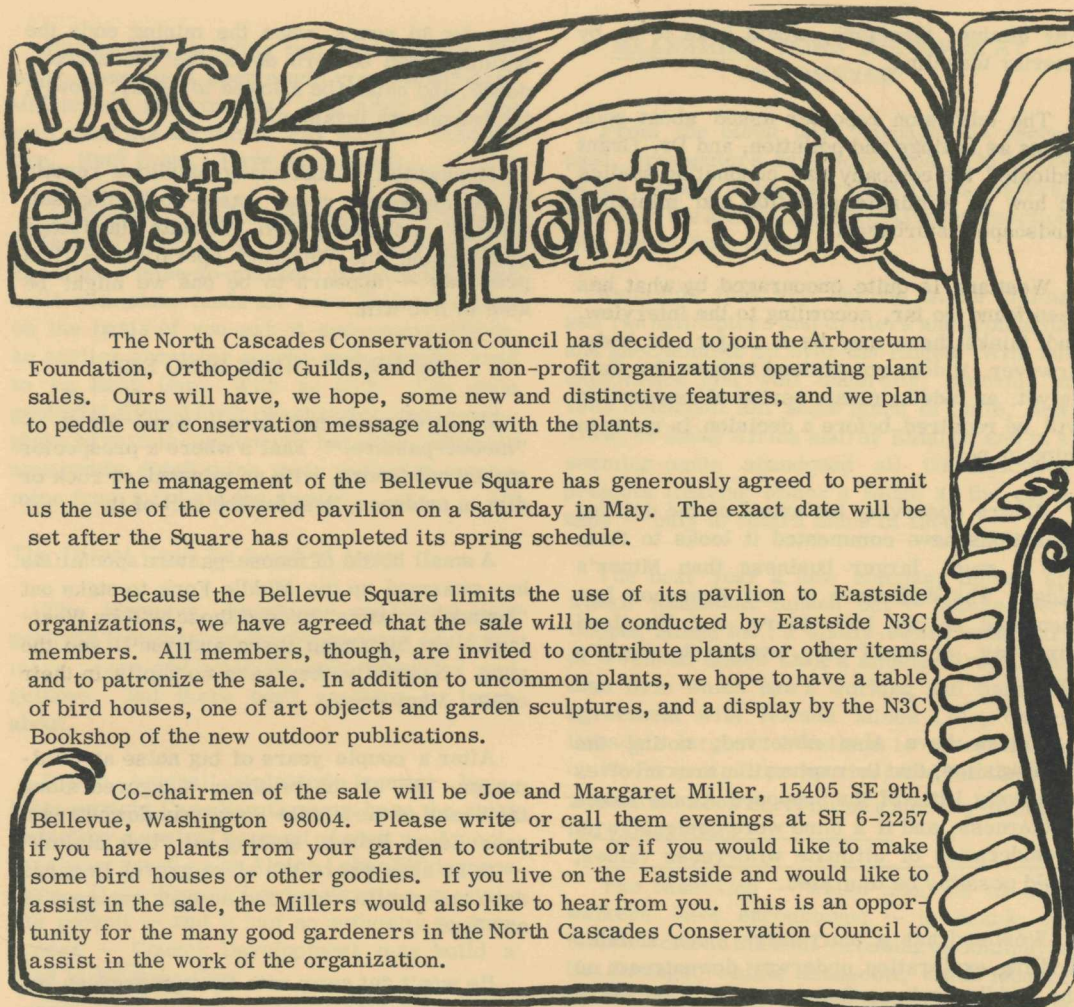 n3C
eastside plant sale
The North Cascades Conservation Council has decided to join the Arboretum
Foundation, Orthopedic Guilds, and other non-profit organizations operating plant
sales. Ours will have, we hope, some new and distinctive features, and we plan
to peddle our conservation message along with the plants.
The management of the Bellevue Square has generously agreed to permit
us the use of the covered pavilion on a Saturday in May. The exact date will be
set after the Square has completed its spring schedule.
Because the Bellevue Square limits the use of its pavilion to Eastside
organizations, we have agreed that the sale will be conducted by Eastside N3C
members. All members, though, are invited to contribute plants or other items
and to patronize the sale. In addition to uncommon plants, we hope to have a table
of bird houses, one of art objects and garden sculptures, and a display by the N3C
Bookshop of the new outdoor publications.
Co-chairmen of the sale will be Joe and Margaret Miller, 15405 SE 9th,
Bellevue, Washington 98004. Please write or call them evenings at SH 6-2257
if you have plants from your garden to contribute or if you would like to make
some bird houses or other goodies. If you live on the Eastside and would like to
assist in the sale, the Millers would also like to hear from you. This is an oppor-
tunity for the many good gardeners in the North Cascades Conservation Council to
assist in the work of the organization.